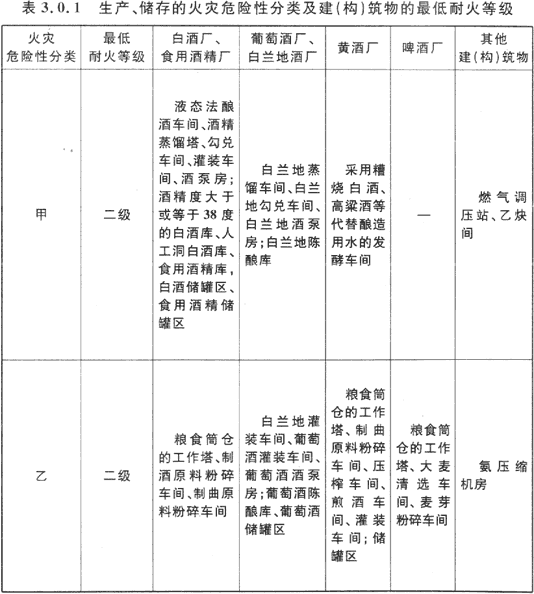 表 3.0.1 生产、储存的火灾危险性分类及建(构)筑物的最低耐火等级
火灾
危险性分类
最低
耐火等级
白酒厂、
食用酒精厂
葡萄酒厂、
白兰地酒厂
黄酒厂
啤酒厂
其他
建(构)筑物
甲
二级
液态法酿
酒车间、酒精
蒸馏塔、勾兑
车间、灌装车
间、酒泵房;
酒精度大于
或等于 38 度
的白酒库、人
工洞白酒库、
食用酒精库,
白酒储罐区、
食用酒精储
罐区
白兰地蒸
馏车间、白兰
地勾兑车间、
白兰地酒泵
房;白兰地陈
酿库
采用糟
烧白酒、
高粱酒等
代替酿造
用水的发
酵车间
—
燃气调
压站、乙炔
间
乙
二级
粮食筒仓
的工作塔、制
酒原料粉碎
车间、制曲原
料粉碎车间
白兰地灌
装车间、葡萄
酒灌装车间、
葡萄酒酒泵
房;葡萄酒陈
酿库、葡萄酒
储罐区
粮食筒
仓的工作
塔、制曲
原料粉碎
车间、压
榨车间、
煎酒车
间、灌装
车间;储
罐区
粮食筒
仓的工作
塔、大麦
清选车
间、麦芽
粉碎车间
氨压缩
机房